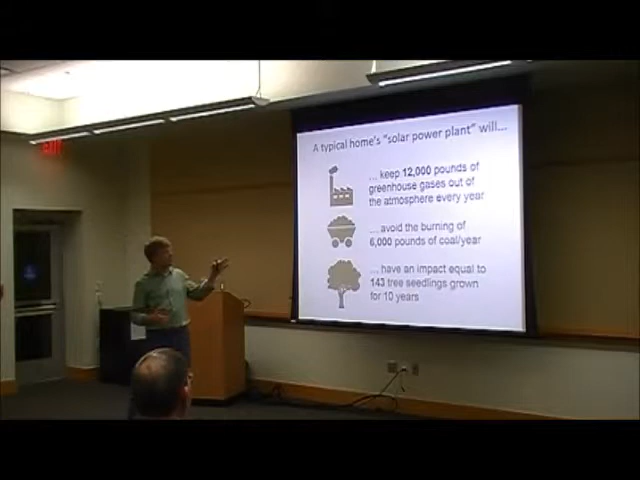 A typical home's "solar power plant" will...
... keep 12,000 pounds of
greenhouse gases out of
the atmosphere every year
... avoid the burning of
6,000 pounds of coal/year
... have an impact equal to
143 tree seedlings grown
for 10 years